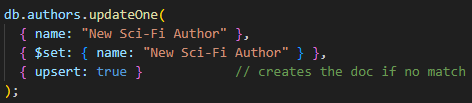 db.authors.updateOne(
  { name: "New Sci-Fi Author" },
  { $set: { name: "New Sci-Fi Author" } },
  { upsert: true }             // creates the doc if no match
);